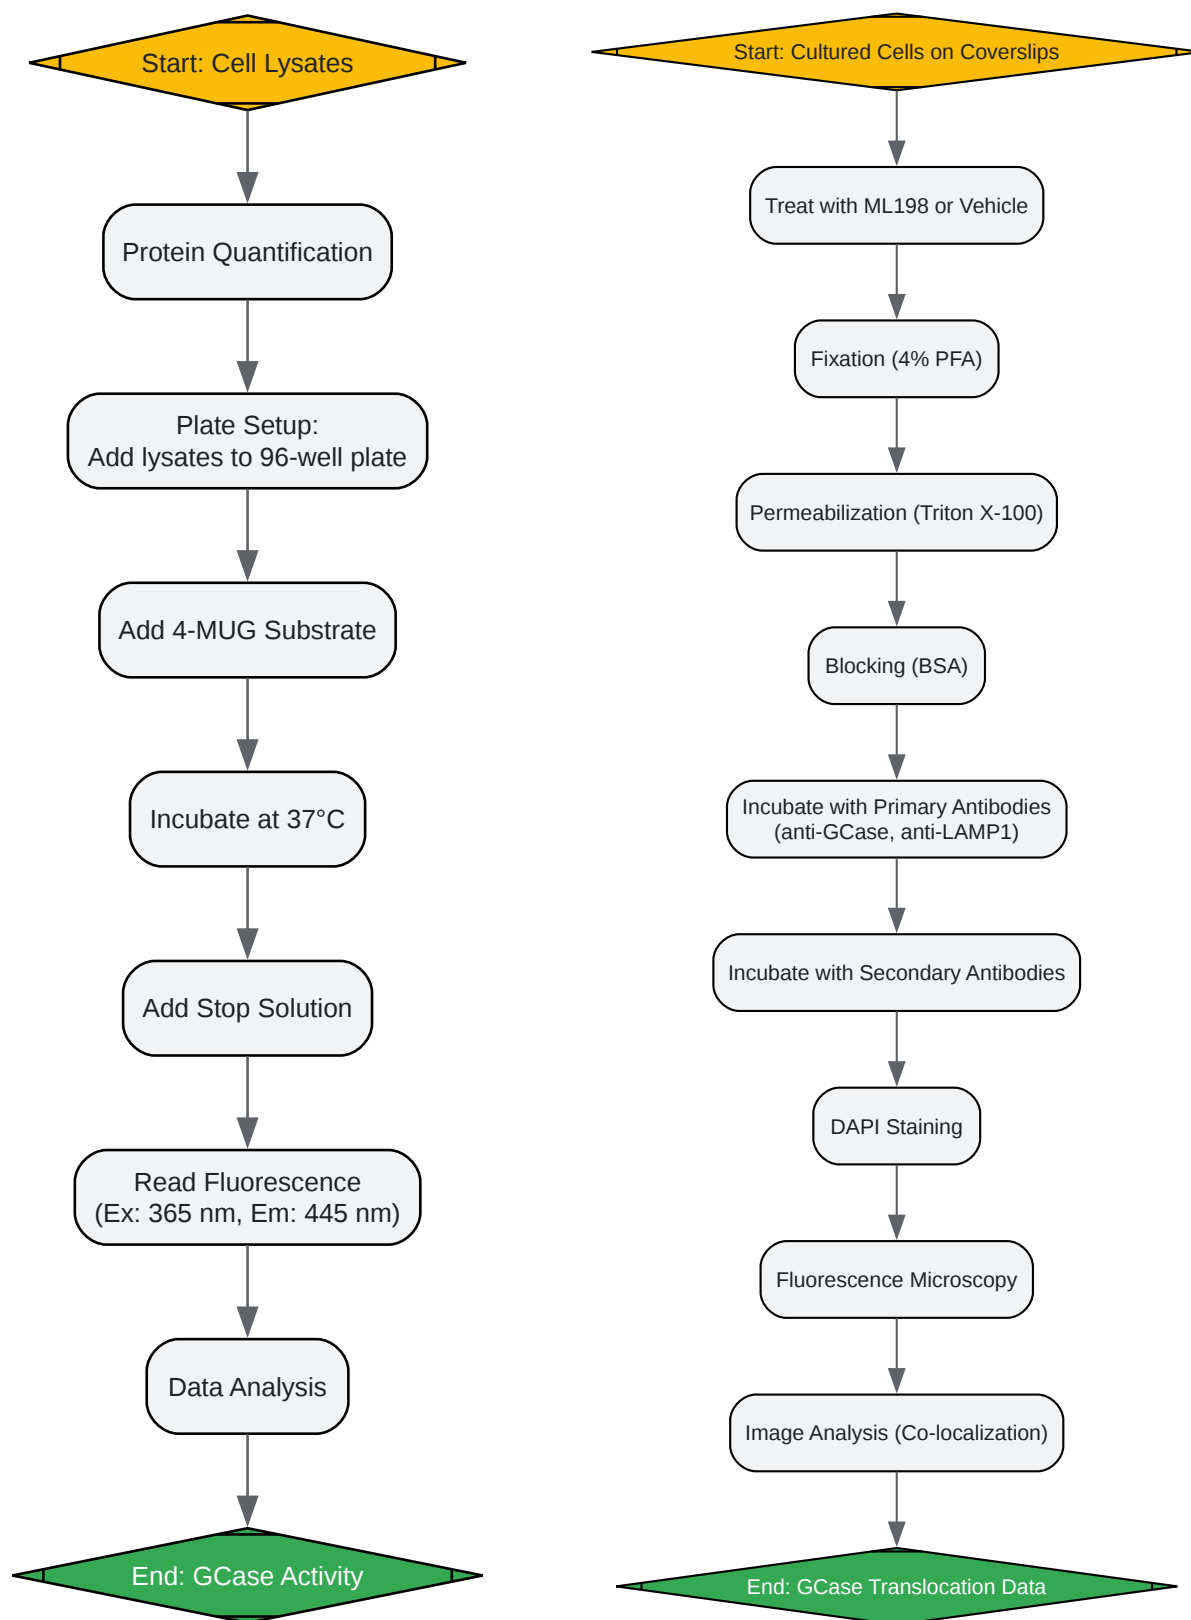 Start: Cell Lysates
Protein Quantification
Plate Setup:
Add lysates to 96-well plate
Add 4-MUG Substrate
Incubate at 37°C
Add Stop Solution
Read Fluorescence
(Ex: 365 nm, Em: 445 nm)
Data Analysis
End: GCase Activity
Start: Cultured Cells on Coverslips
Treat with ML198 or Vehicle
Fixation (4% PFA)
Permeabilization (Triton X-100)
Blocking (BSA)
Incubate with Primary Antibodies
(anti-GCase, anti-LAMP1)
Incubate with Secondary Antibodies
DAPI Staining
Fluorescence Microscopy
Image Analysis (Co-localization)
End: GCase Translocation Data